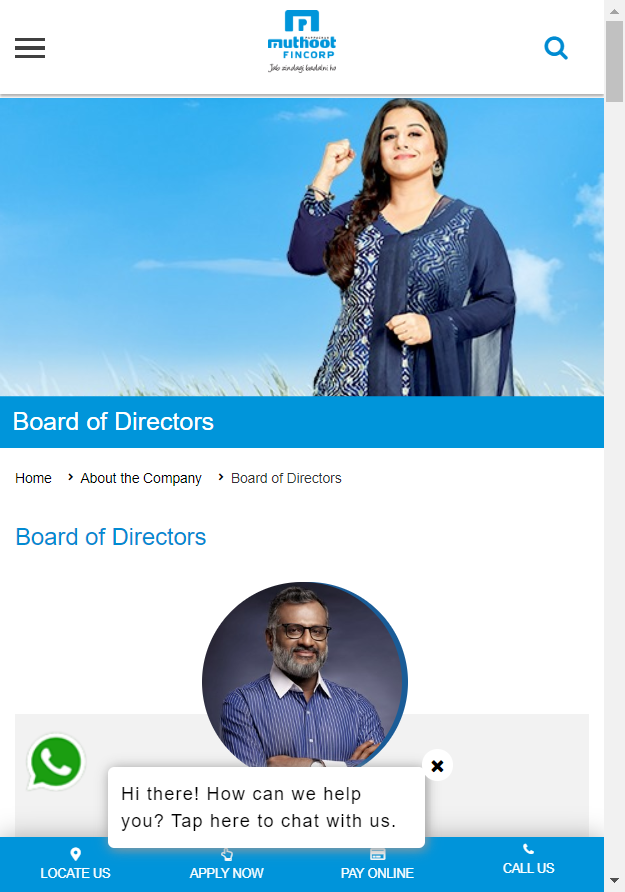 muthoot
FINCORP
Jab zindagi badalni ho
Board of Directors
Home
About the Company
Board of Directors
Board of Directors
Hi there! How can we help
you? Tap here to chat with us.
LOCATE US
APPLY NOW
PAY ONLINE
CALL US